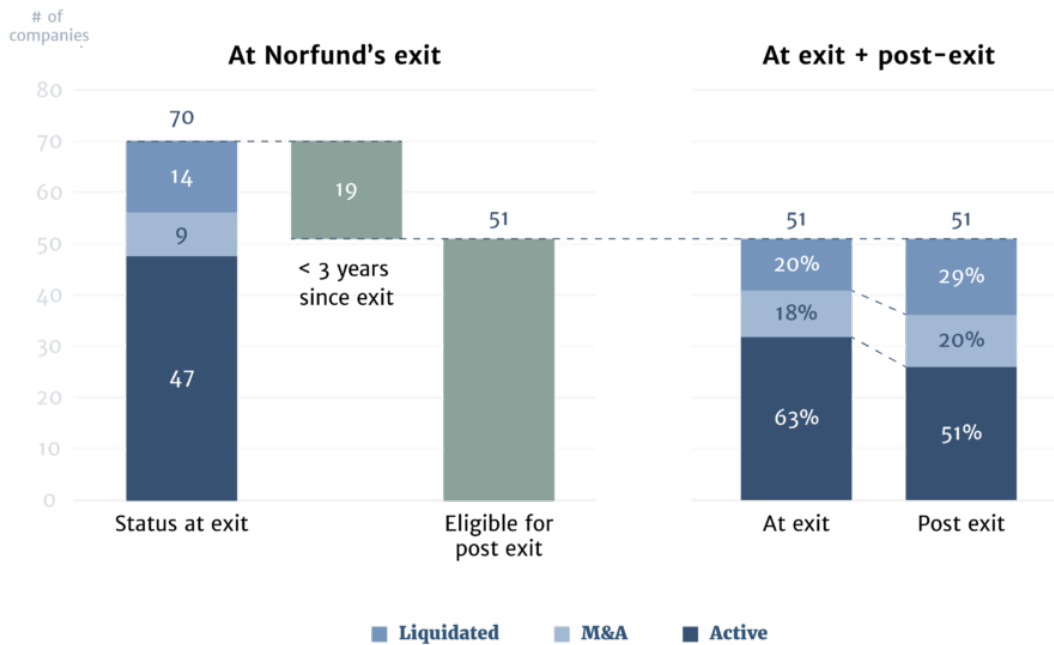 # of
companies
At Norfund's exit
At exit + post-exit
80
70
60
50
40
30
20
10
0
70
14
9
47
19
< 3 years
since exit
51
51
20%
18%
63%
51
29%
20%
51%
Status at exit
Eligible for
post exit
At exit
Post exit
Liquidated
M&A
Active